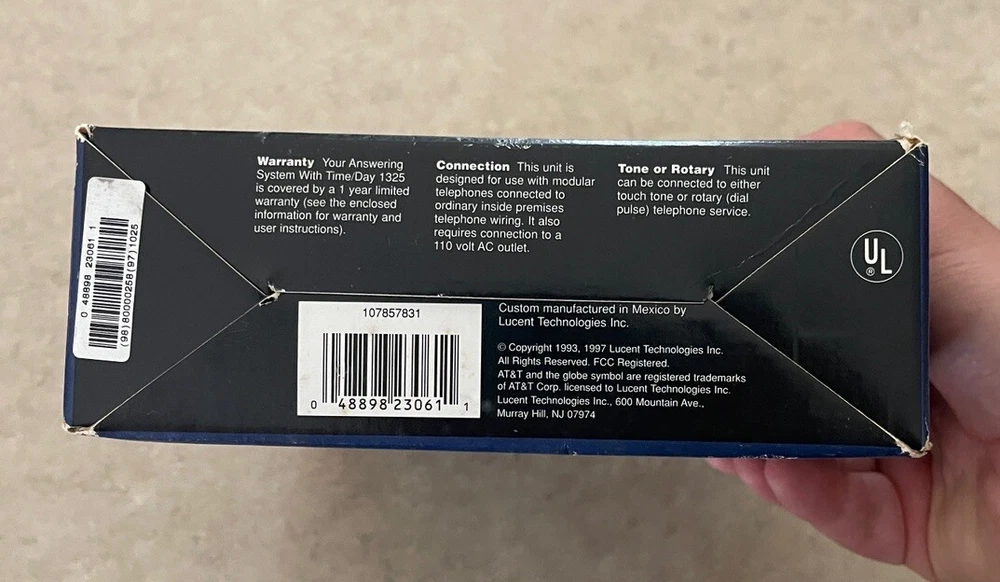 Warranty Your Answering
System With Time/Day 1325
is covered by a 1 year limited
warranty (see the enclosed
information for warranty and
user instructions).
Connection This unit is
designed for use with modular
telephones connected to
ordinary inside premises
telephone wiring. It also
requires connection to a
110 volt AC outlet.
Tone or Rotary This unit
can be connected to either
touch tone or rotary (dial
pulse) telephone service.
UL
®
0 48898 23061 1
(98)80000258(97)1025
107857831
0 48898 23061 1
Custom manufactured in Mexico by
Lucent Technologies Inc.
© Copyright 1993, 1997 Lucent Technologies Inc.
All Rights Reserved. FCC Registered.
AT&T and the globe symbol are registered trademarks
of AT&T Corp. licensed to Lucent Technologies Inc.
Lucent Technologies Inc., 600 Mountain Ave.,
Murray Hill, NJ 07974